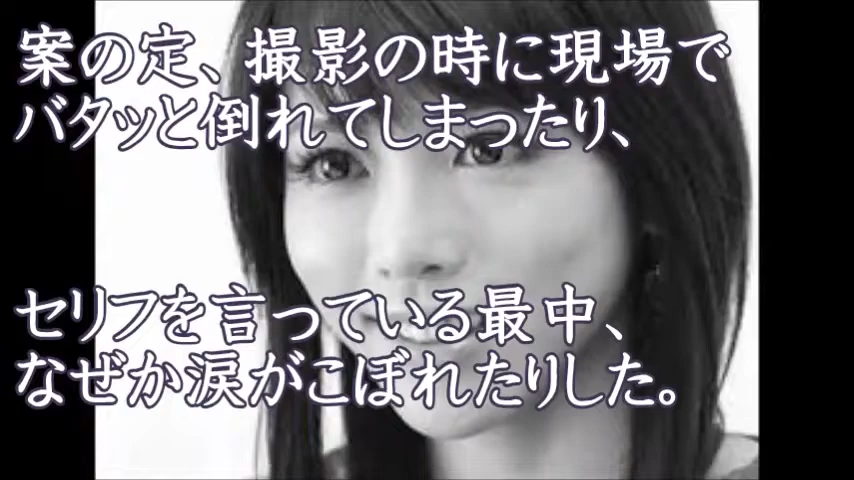 案の定、撮影の時に現場で
バタッと倒れてしまったり、
セリフを言っている最中、
なぜか涙がこぼれたりした。